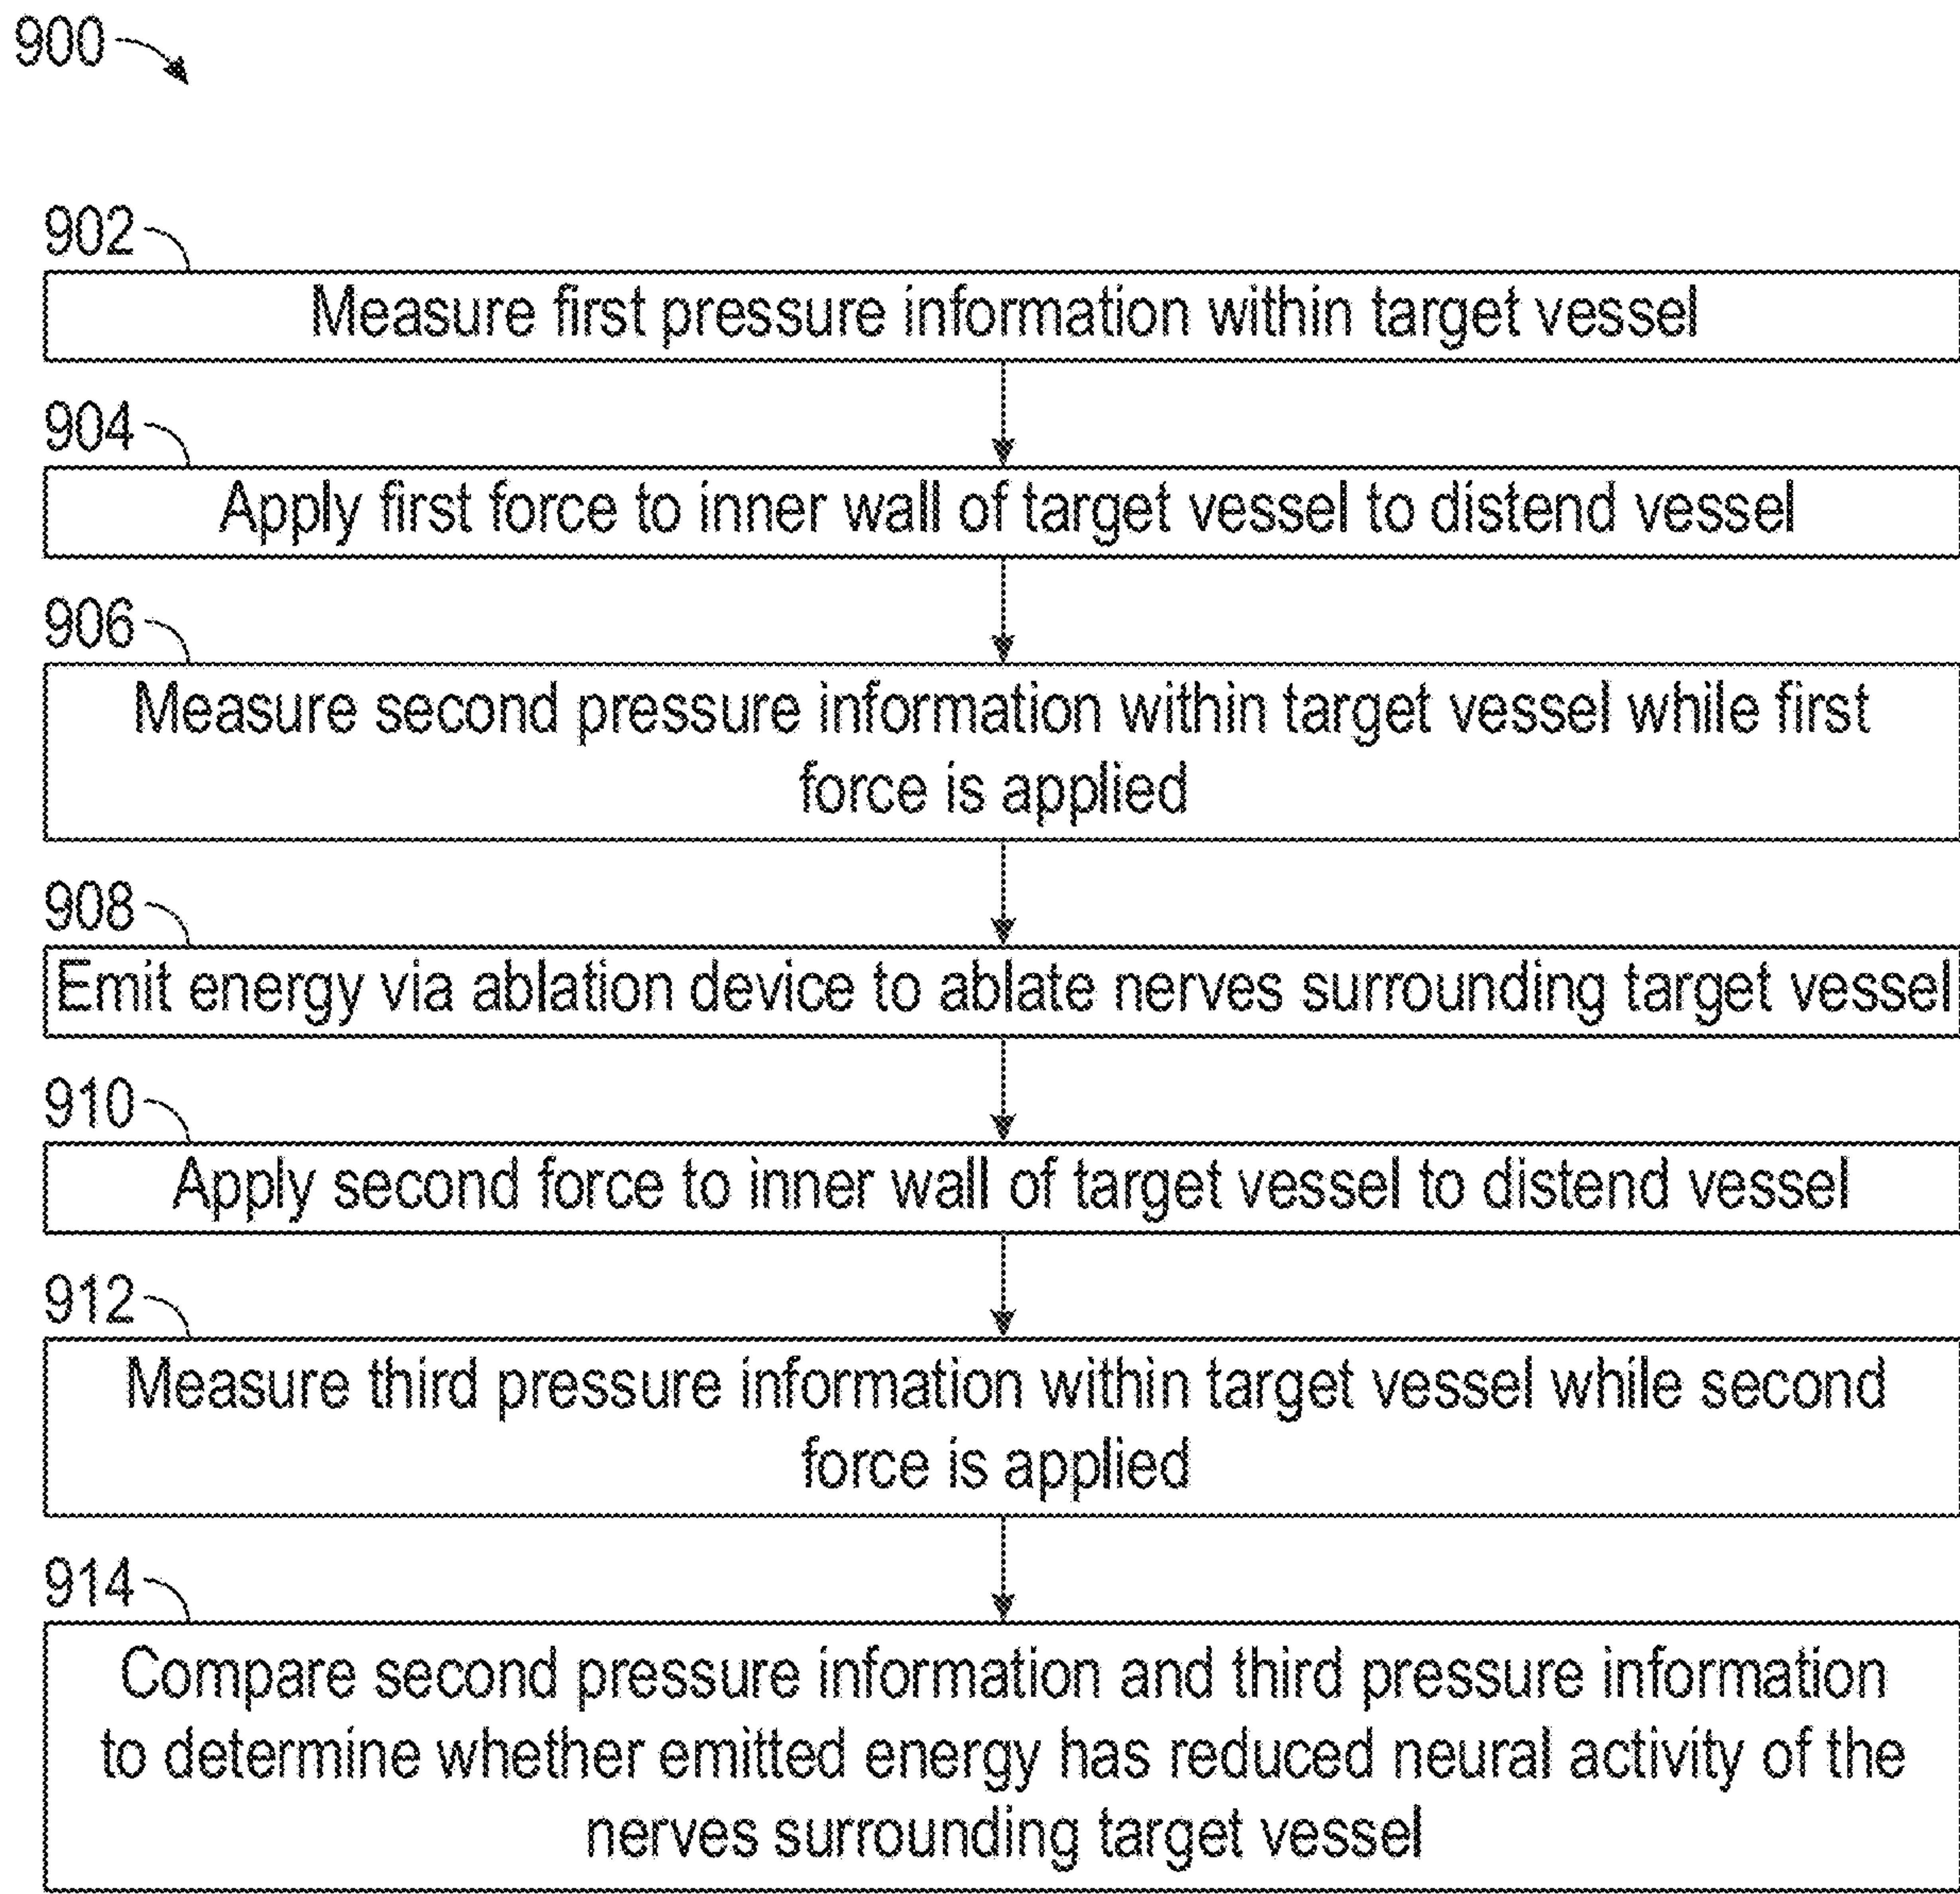 900
902
Measure first pressure information within target vessel
904
Apply first force to inner wall of target vessel to distend vessel
906
Measure second pressure information within target vessel while first
force is applied
908
Emit energy via ablation device to ablate nerves surrounding target vessel
910
Apply second force to inner wall of target vessel to distend vessel
912
Measure third pressure information within target vessel while second
force is applied
914
Compare second pressure information and third pressure information
to determine whether emitted energy has reduced neural activity of the
nerves surrounding target vessel